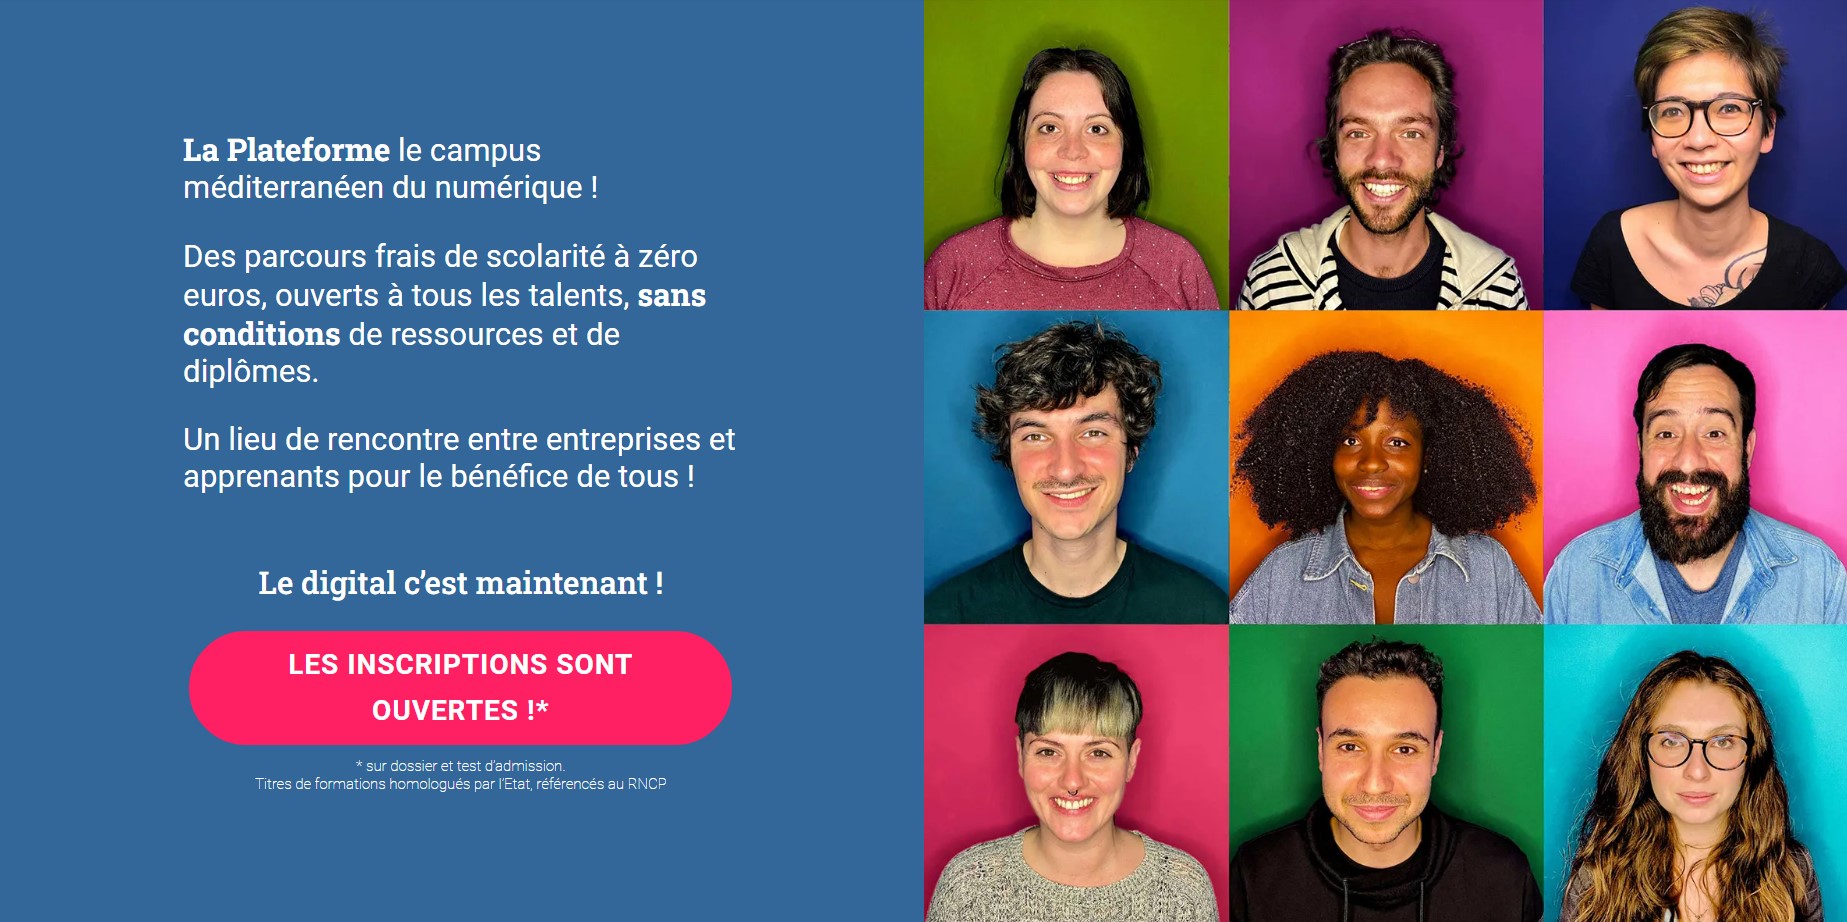 La Plateforme le campus
méditerranéen du numérique !
Des parcours frais de scolarité à zéro
euros, ouverts à tous les talents, sans
conditions de ressources et de
diplômes.
Un lieu de rencontre entre entreprises et
apprenants pour le bénéfice de tous !
Le digital c’est maintenant !
LES INSCRIPTIONS SONT
OUVERTES !*
* sur dossier et test d’admission.
Titres de formations homologués par l’Etat, référencés au RNCP